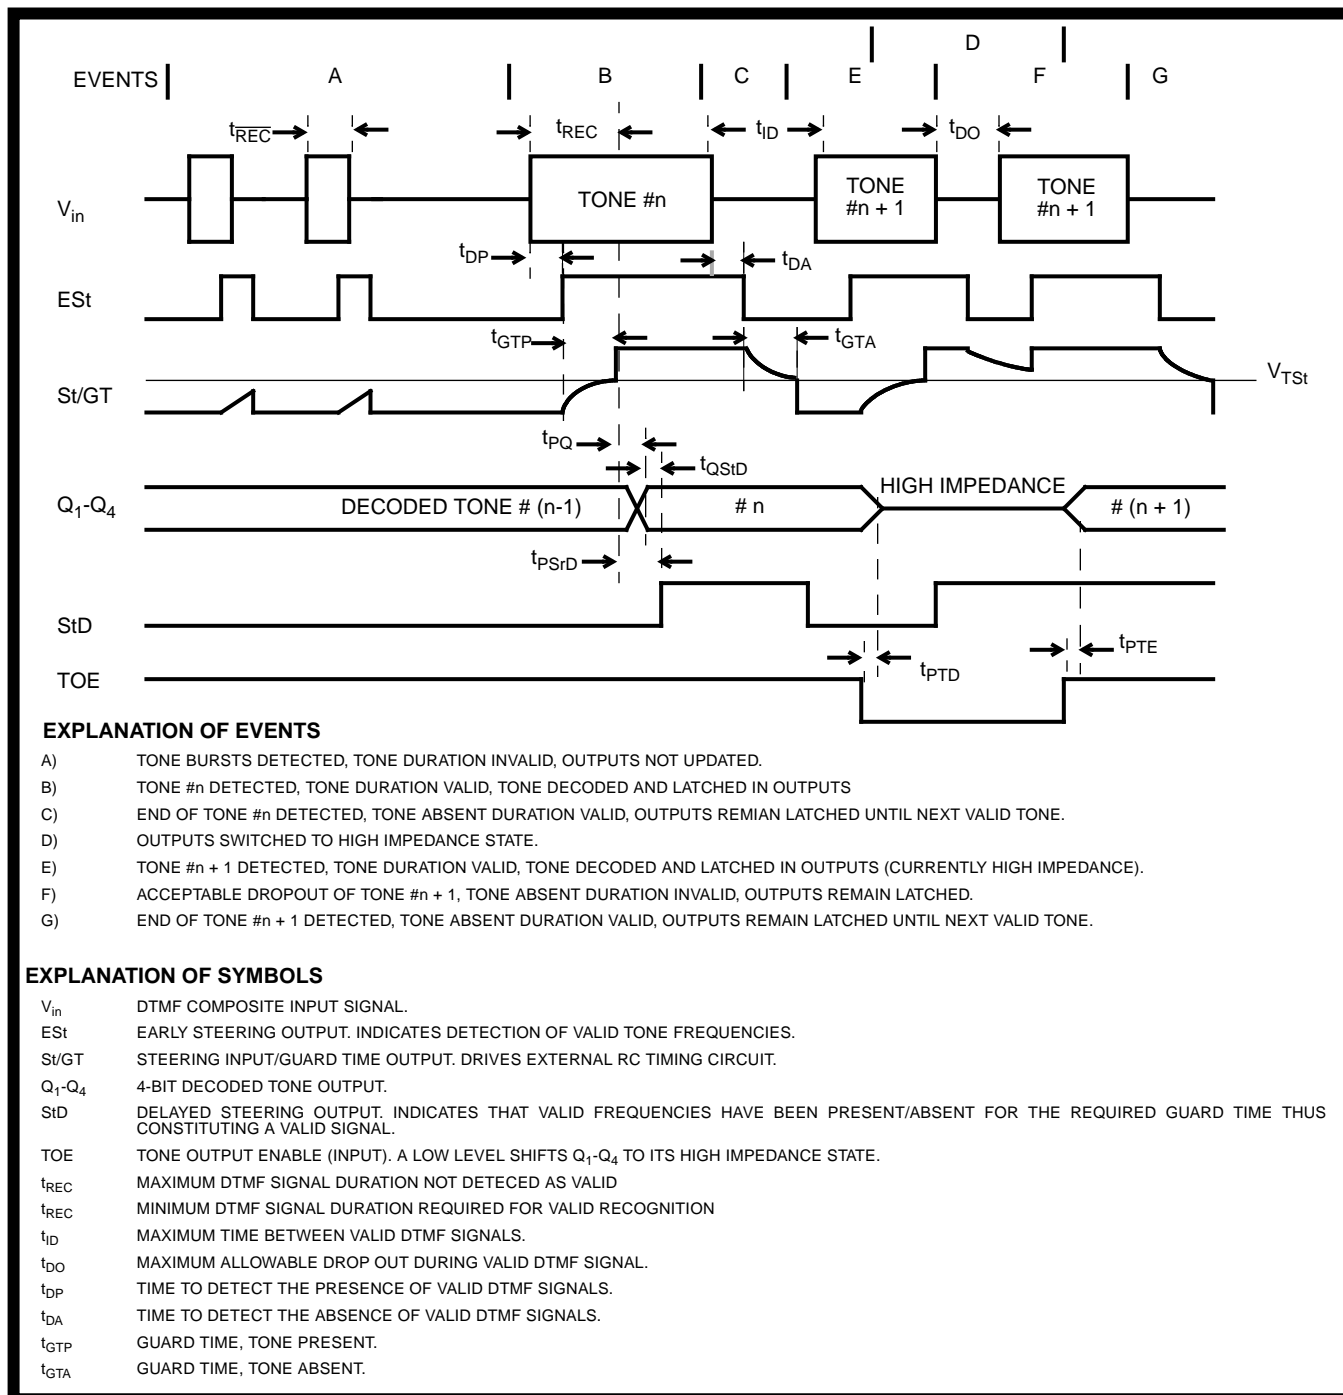 D
EVENTS A B C E F G
tREC tREC tID tDO
Vin TONE #n TONE #n + 1 TONE #n + 1
tDP tDA
ESt
tGTP tGTA
VTSt
St/GT
tPQ
tQStD
HIGH IMPEDANCE
Q1-Q4 DECODED TONE # (n-1) # n # (n + 1)
tPSrD
StD
tPTD tPTE
TOE
EXPLANATION OF EVENTS
A) TONE BURSTS DETECTED, TONE DURATION INVALID, OUTPUTS NOT UPDATED.
B) TONE #n DETECTED, TONE DURATION VALID, TONE DECODED AND LATCHED IN OUTPUTS
C) END OF TONE #n DETECTED, TONE ABSENT DURATION VALID, OUTPUTS REMIAN LATCHED UNTIL NEXT VALID TONE.
D) OUTPUTS SWITCHED TO HIGH IMPEDANCE STATE.
E) TONE #n + 1 DETECTED, TONE DURATION VALID, TONE DECODED AND LATCHED IN OUTPUTS (CURRENTLY HIGH IMPEDANCE).
F) ACCEPTABLE DROPOUT OF TONE #n + 1, TONE ABSENT DURATION INVALID, OUTPUTS REMAIN LATCHED.
G) END OF TONE #n + 1 DETECTED, TONE ABSENT DURATION VALID, OUTPUTS REMAIN LATCHED UNTIL NEXT VALID TONE.
EXPLANATION OF SYMBOLS
Vin DTMF COMPOSITE INPUT SIGNAL.
ESt EARLY STEERING OUTPUT. INDICATES DETECTION OF VALID TONE FREQUENCIES.
St/GT STEERING INPUT/GUARD TIME OUTPUT. DRIVES EXTERNAL RC TIMING CIRCUIT.
Q1-Q4 4-BIT DECODED TONE OUTPUT.
StD DELAYED STEERING OUTPUT. INDICATES THAT VALID FREQUENCIES HAVE BEEN PRESENT/ABSENT FOR THE REQUIRED GUARD TIME THUS
CONSTITUTING A VALID SIGNAL.
TOE TONE OUTPUT ENABLE (INPUT). A LOW LEVEL SHIFTS Q1-Q4 TO ITS HIGH IMPEDANCE STATE.
tREC MAXIMUM DTMF SIGNAL DURATION NOT DETECED AS VALID
tREC MINIMUM DTMF SIGNAL DURATION REQUIRED FOR VALID RECOGNITION
tID MAXIMUM TIME BETWEEN VALID DTMF SIGNALS.
tDO MAXIMUM ALLOWABLE DROP OUT DURING VALID DTMF SIGNAL.
tDP TIME TO DETECT THE PRESENCE OF VALID DTMF SIGNALS.
tDA TIME TO DETECT THE ABSENCE OF VALID DTMF SIGNALS.
tGTP GUARD TIME, TONE PRESENT.
tGTA GUARD TIME, TONE ABSENT.